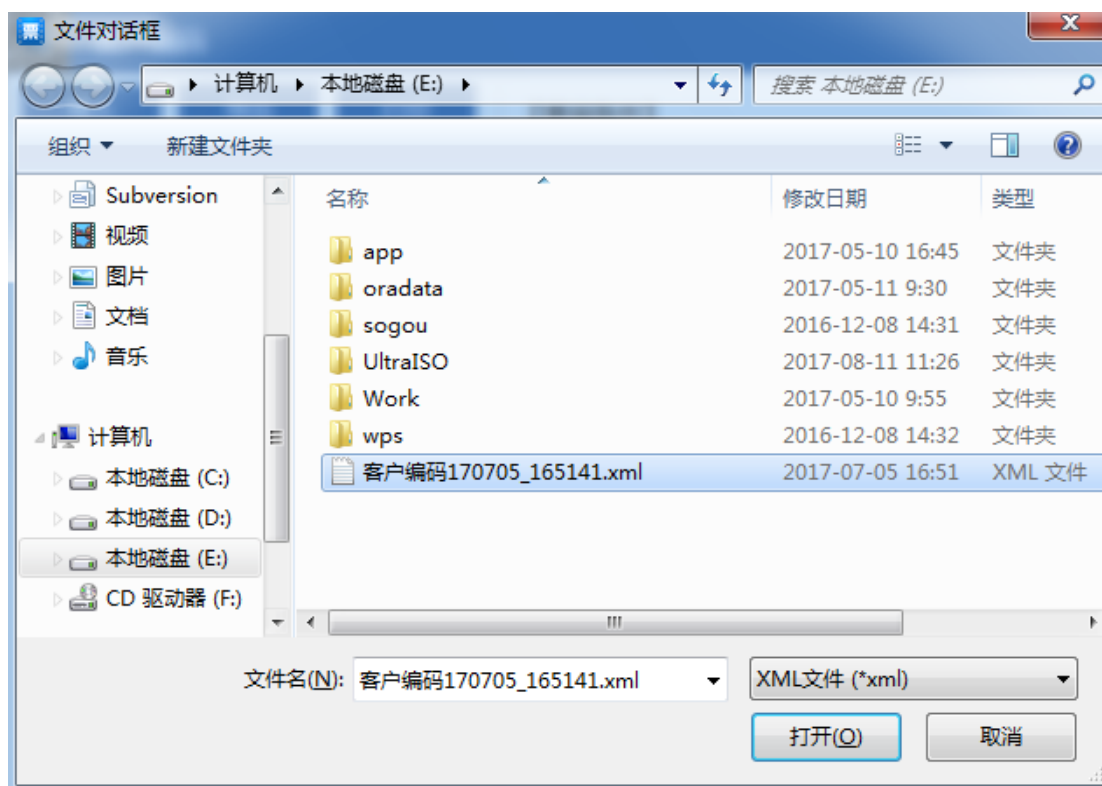 文件对话框
计算机 本地磁盘 (E:)
搜索 本地磁盘 (E:)
组织 新建文件夹
名称 修改日期 类型
Subversion
视频
图片
文档
音乐
计算机
本地磁盘 (C:)
本地磁盘 (D:)
本地磁盘 (E:)
CD 驱动器 (F:)
app 2017-05-10 16:45 文件夹
oradata 2017-05-11 9:30 文件夹
sogou 2016-12-08 14:31 文件夹
UltraISO 2017-08-11 11:26 文件夹
Work 2017-05-10 9:55 文件夹
wps 2016-12-08 14:32 文件夹
客户编码170705_165141.xml 2017-07-05 16:51 XML 文件
文件名(N): 客户编码170705_165141.xml XML文件 (*xml)
打开(O) 取消